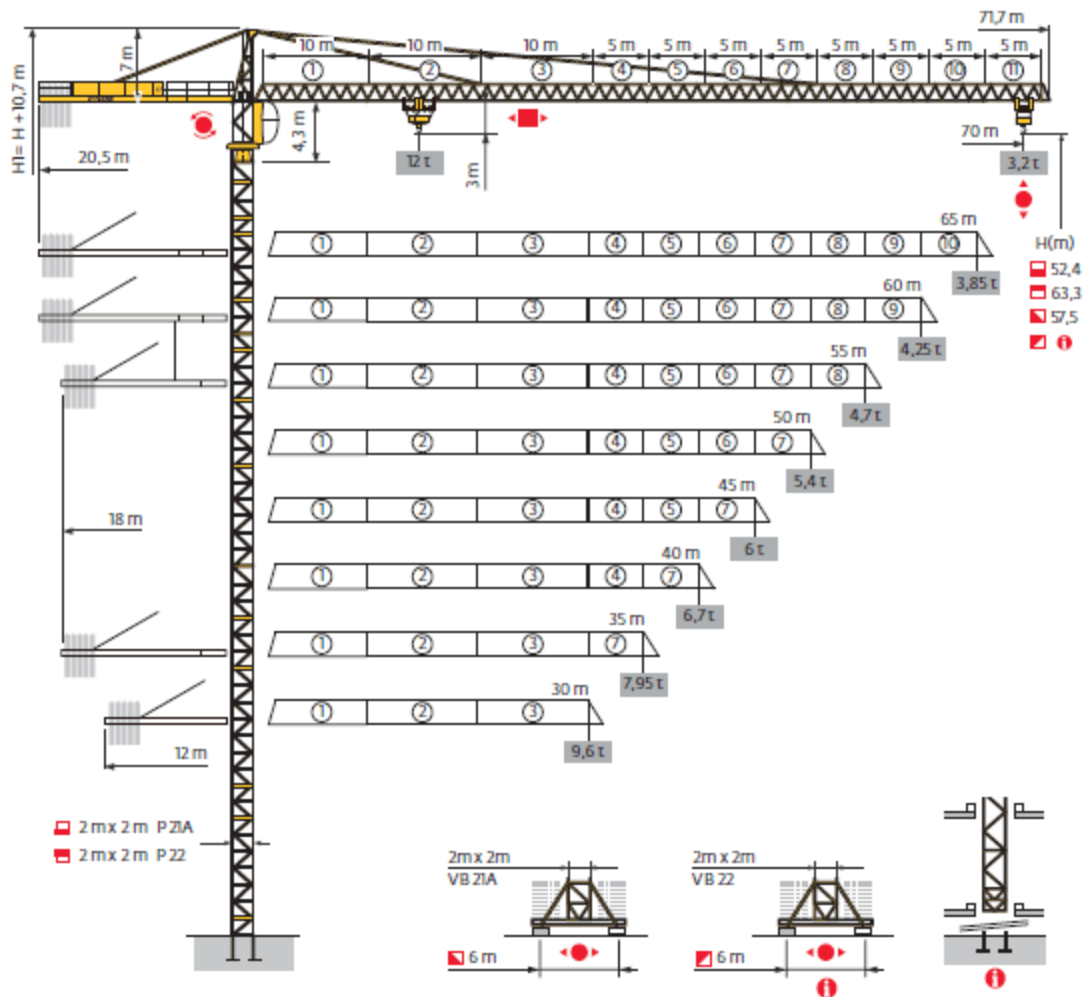 71,7 m
10 m 10 m 10 m 5 m 5 m 5 m 5 m 5 m 5 m 5 m 5 m
1 2 3 4 5 6 7 8 9 10 11
H1= H +10,7 m
7 m
4,3 m
20,5 m
12 t
3 m
70 m
3,2 t
65 m
1 2 3 4 5 6 7 8 9 10
3,85 t
H(m)
52,4
63,3
57,5
i
60 m
1 2 3 4 5 6 7 8 9
4,25 t
55 m
1 2 3 4 5 6 7 8
4,7 t
50 m
1 2 3 4 5 6 7
5,4 t
45 m
1 2 3 4 5 7
6 t
18 m
40 m
1 2 3 4 7
6,7 t
35 m
1 2 3 7
7,95 t
30 m
1 2 3
9,6 t
12 m
2 m x 2 m P 21A
2 m x 2 m P 22
2m x 2m
VB 21A
6 m
2m x 2m
VB 22
6 m
i
i